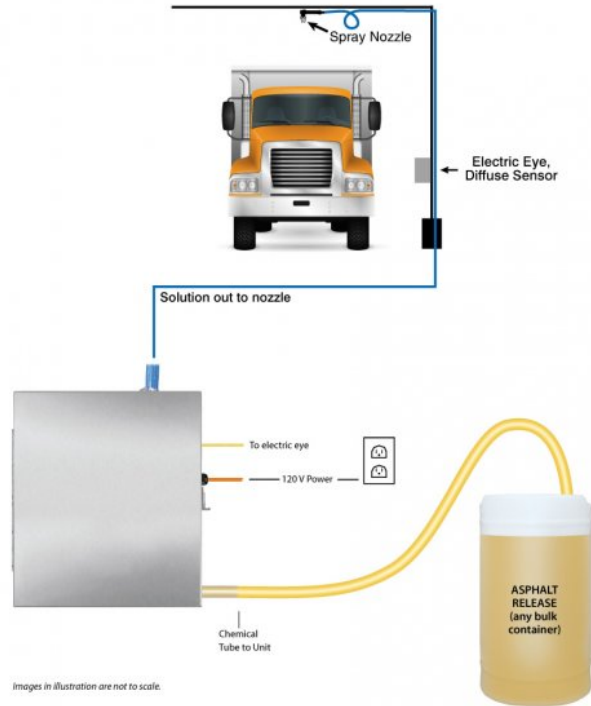 Spray Nozzle
Electric Eye,
Diffuse Sensor
Solution out to nozzle
To electric eye
120 V Power
ASPHALT
RELEASE
(any bulk
container)
Chemical
Tube to Unit
Images in illustration are not to scale.